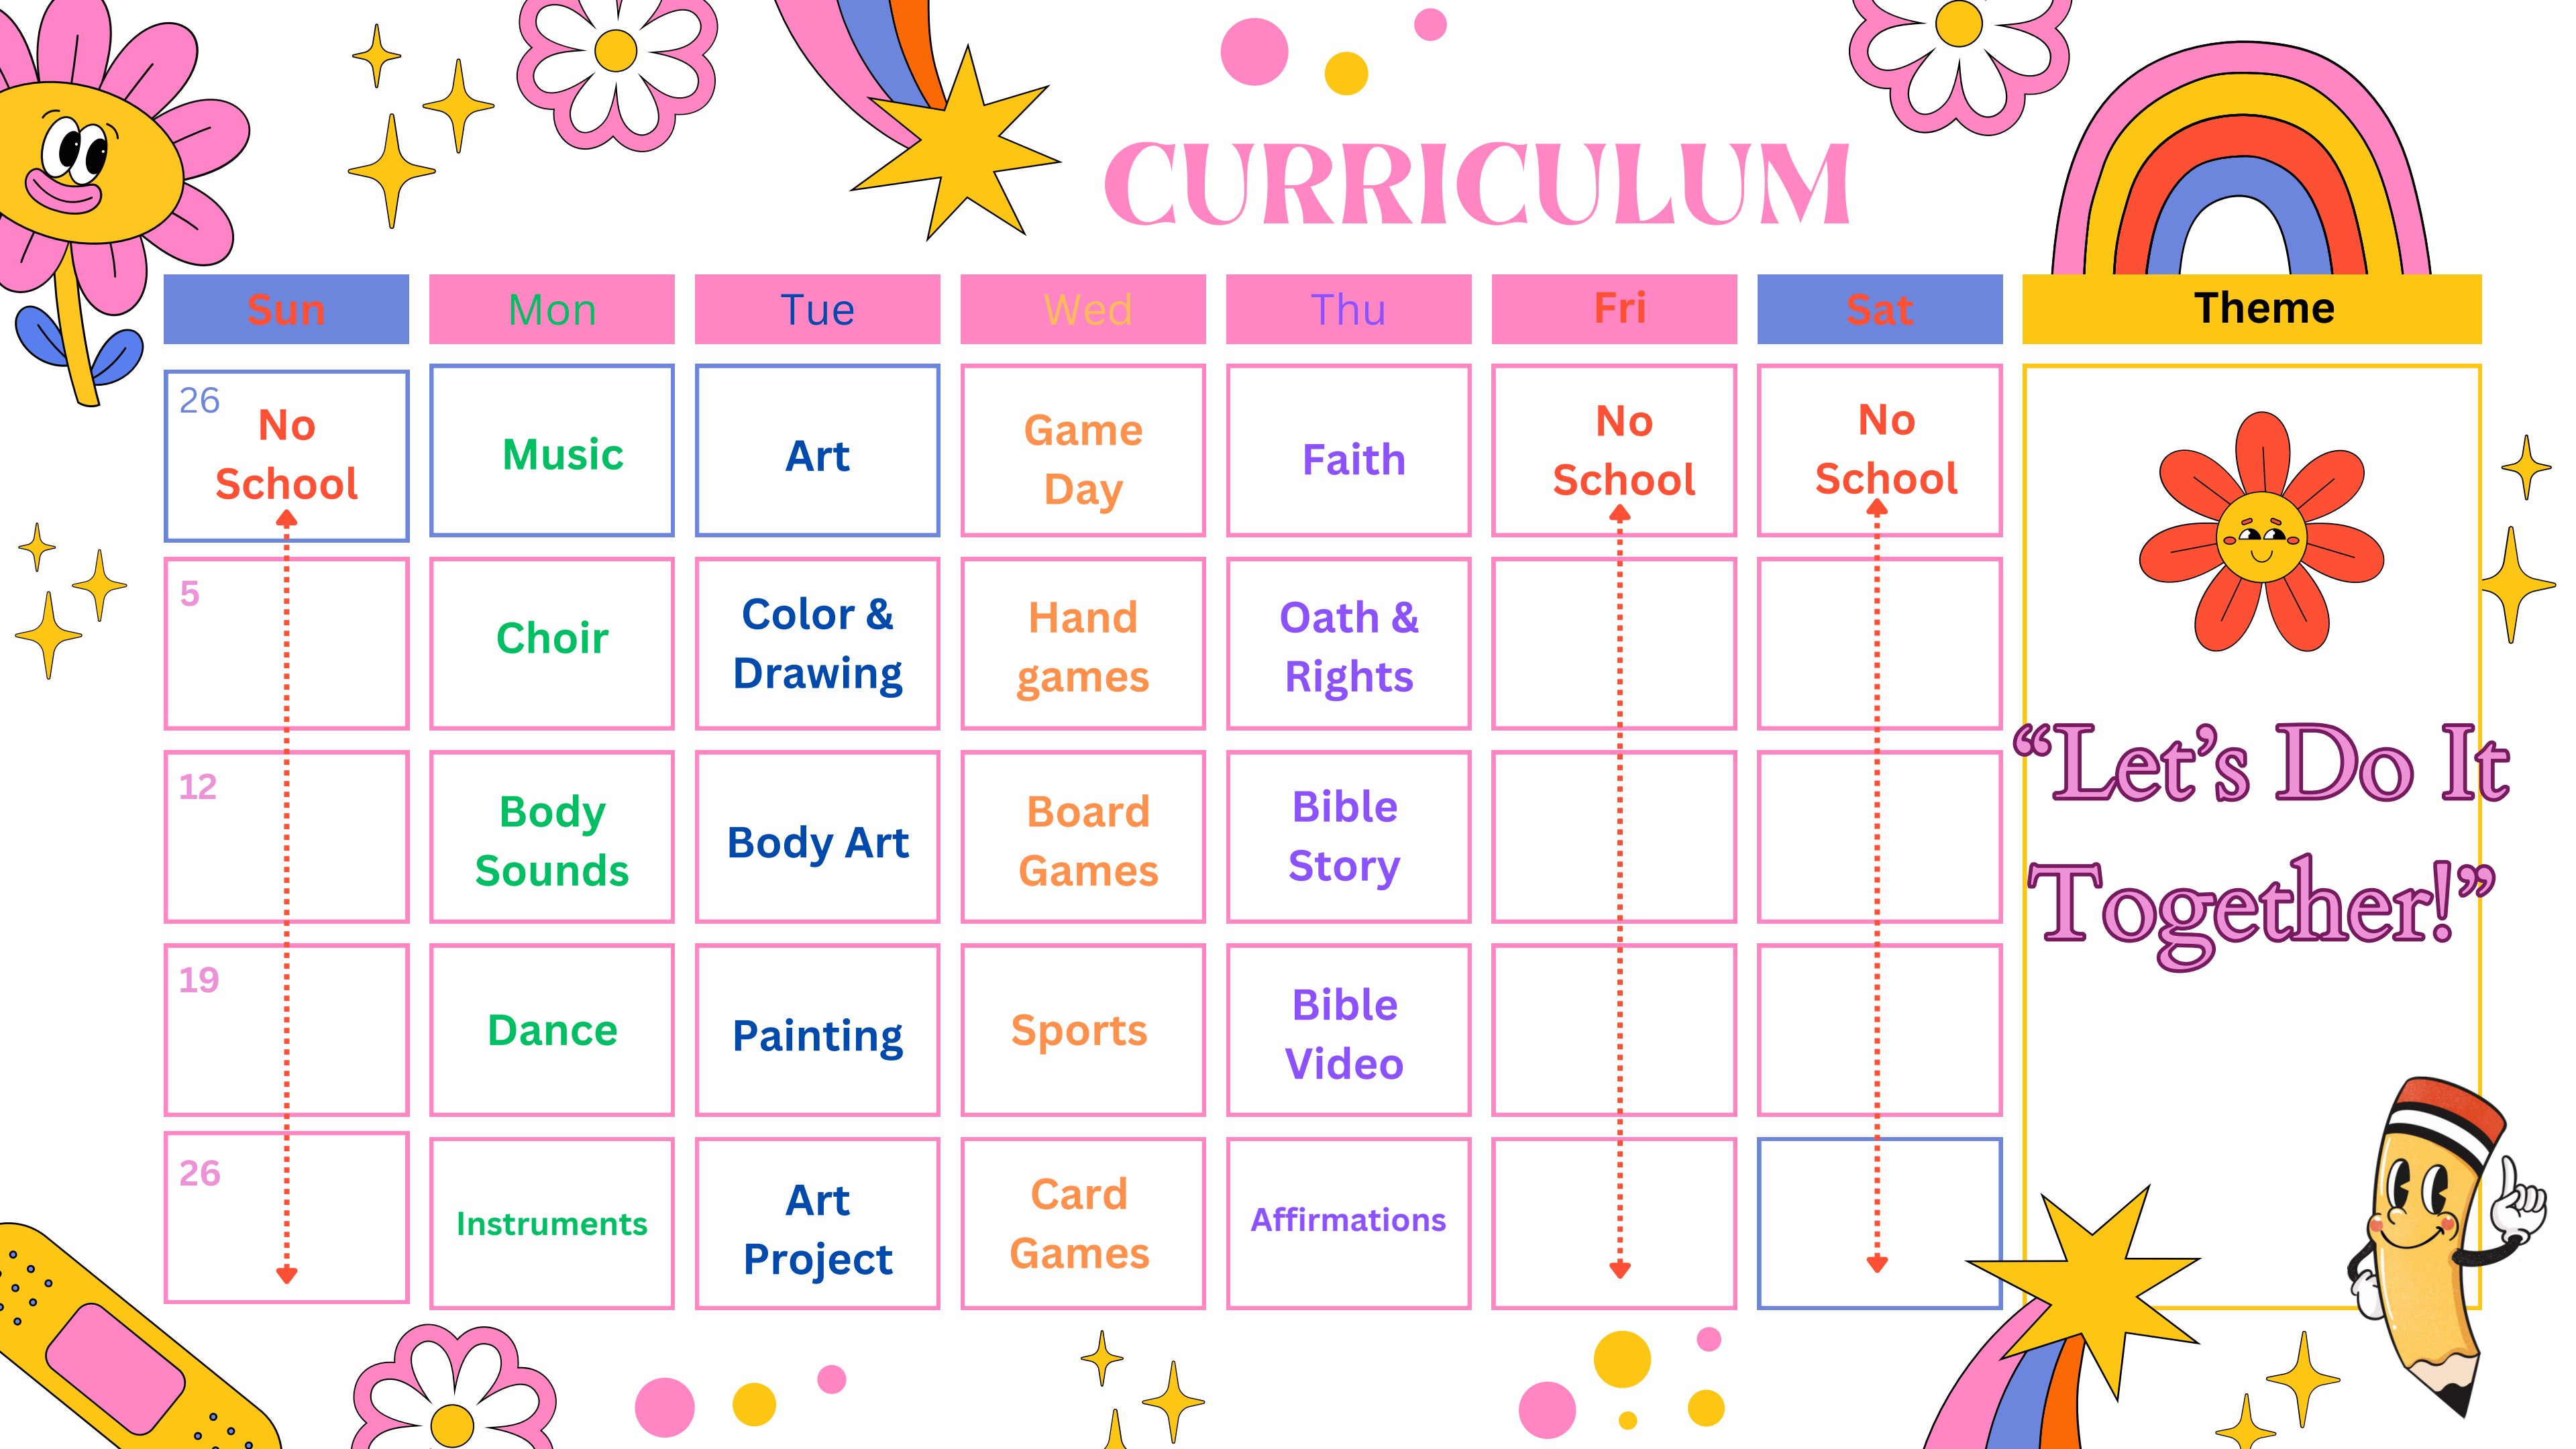 CURRICULUM
Sun Mon Tue Wed Thu Fri Sat Theme
26
No
School
Music
Art
Game
Day
Faith
No
School
No
School
5
Choir
Color &
Drawing
Hand
games
Oath &
Rights
12
Body
Sounds
Body Art
Board
Games
Bible
Story
19
Dance
Painting
Sports
Bible
Video
26
Instruments
Art
Project
Card
Games
Affirmations
“Let’s Do It
Together!”